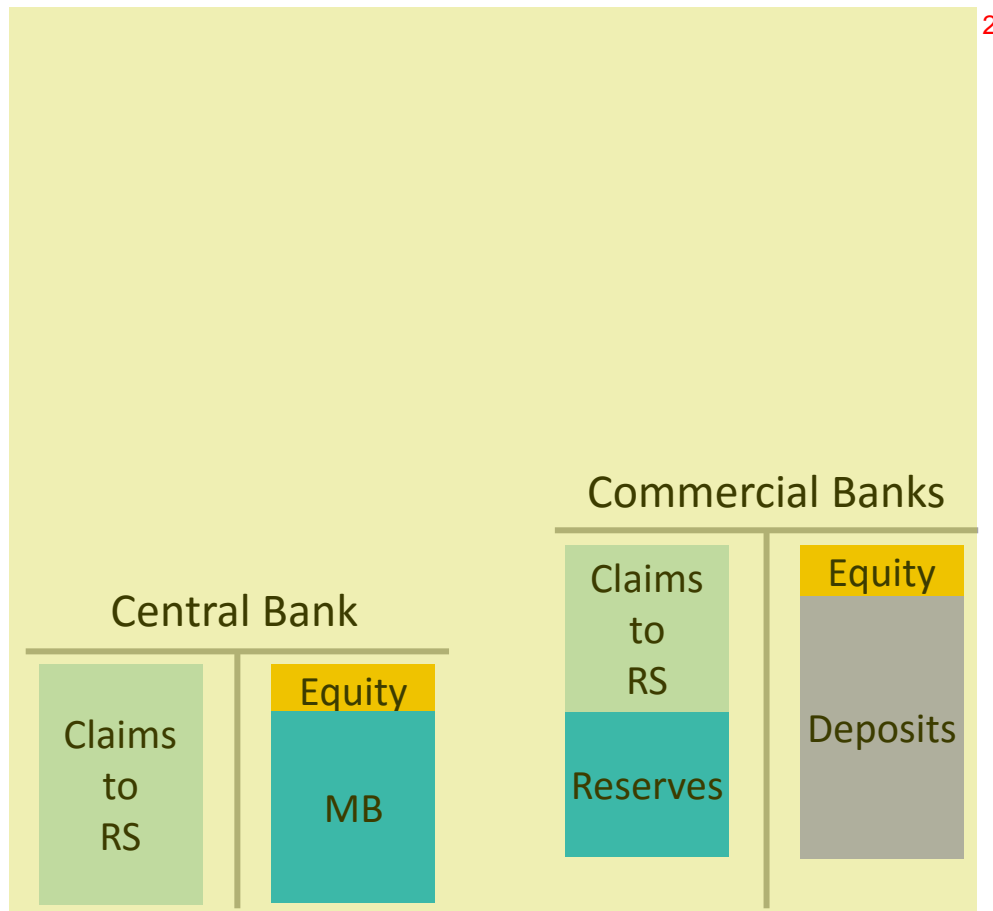 2
Commercial Banks
Claims
to
RS
Reserves
Equity
Deposits
Central Bank
Claims
to
RS
Equity
MB